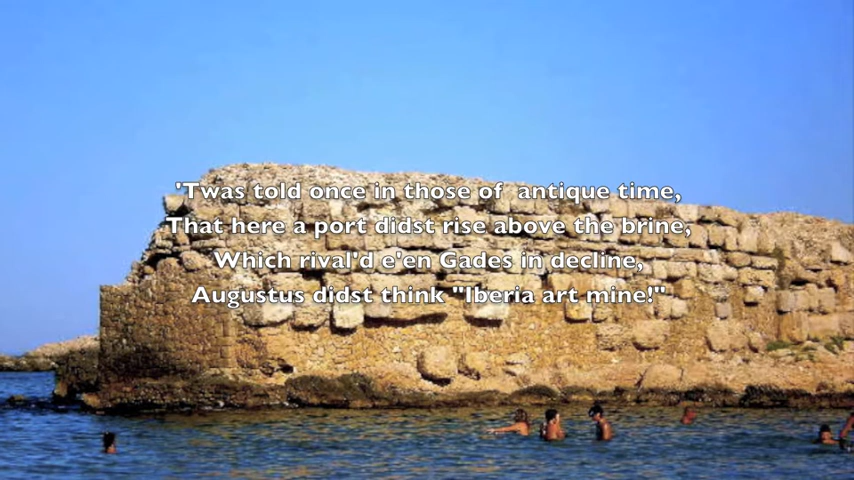 'Twas told once in those of antique time,
That here a port didst rise above the brine,
Which rival'd e'en Gades in decline,
Augustus didst think "Iberia art mine!"